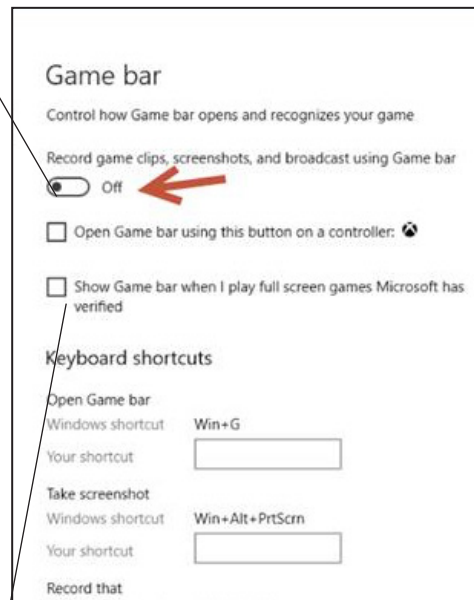 Game bar
Control how Game bar opens and recognizes your game
Record game clips, screenshots, and broadcast using Game bar
Off
Open Game bar using this button on a controller:
Show Game bar when I play full screen games Microsoft has
verified
Keyboard shortcuts
Open Game bar
Windows shortcut Win+G
Your shortcut
Take screenshot
Windows shortcut Win+Alt+PrtScrn
Your shortcut
Record that